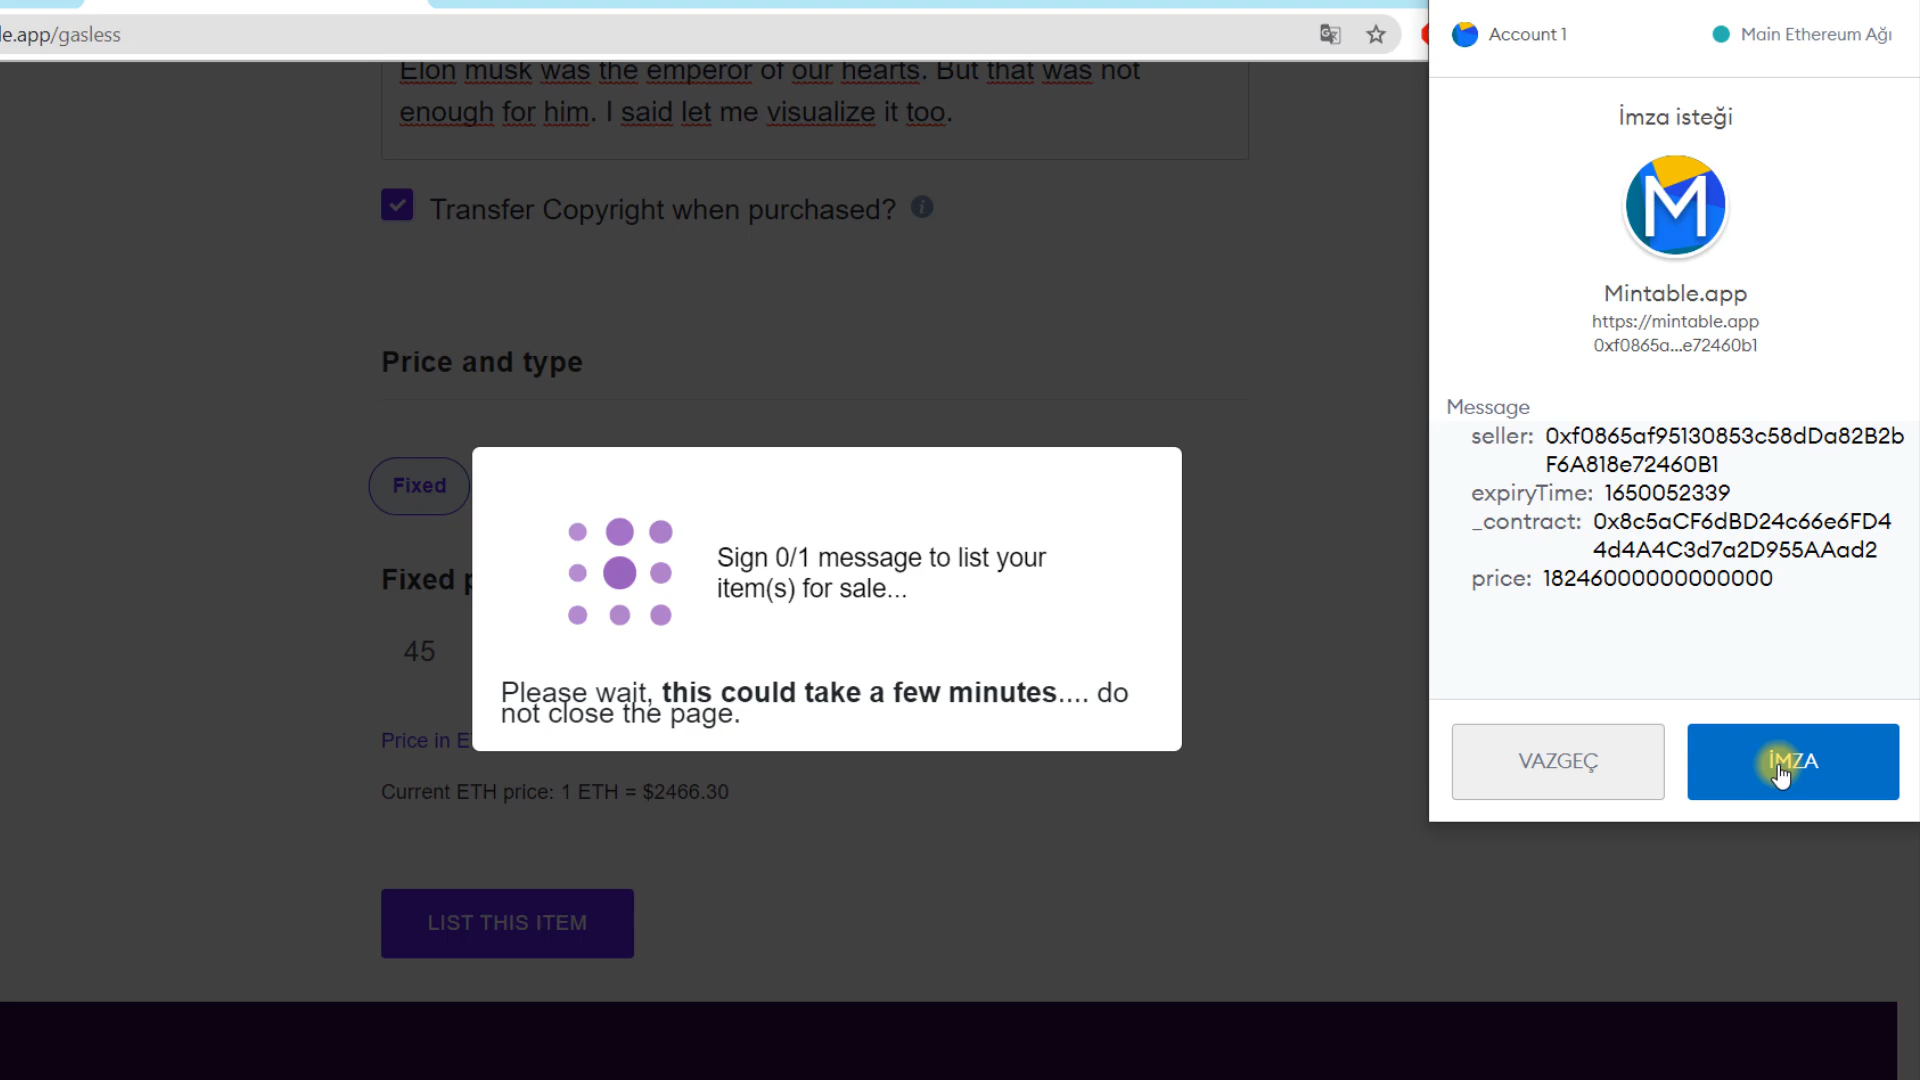 le.app/gasless
Elon musk was the emperor of our hearts. But that was not
enough for him. I said let me visualize it too.
Transfer Copyright when purchased?
Price and type
Fixed
Fixed
45
Price in
Current ETH price: 1 ETH = $2466.30
LIST THIS ITEM
Sign 0/1 message to list your
item(s) for sale...
Please wait, this could take a few minutes.... do
not close the page.
Account 1
Main Ethereum Ağı
İmza isteği
M
Mintable.app
https://mintable.app
0xf0865a...e72460b1
Message
seller: 0xf0865af95130853c58dDa82B2b
F6A818e72460B1
expiryTime: 1650052339
_contract: 0x8c5aCF6dBD24c66e6FD4
4d4A4C3d7a2D955AAad2
price: 18246000000000000
VAZGEÇ
İMZA